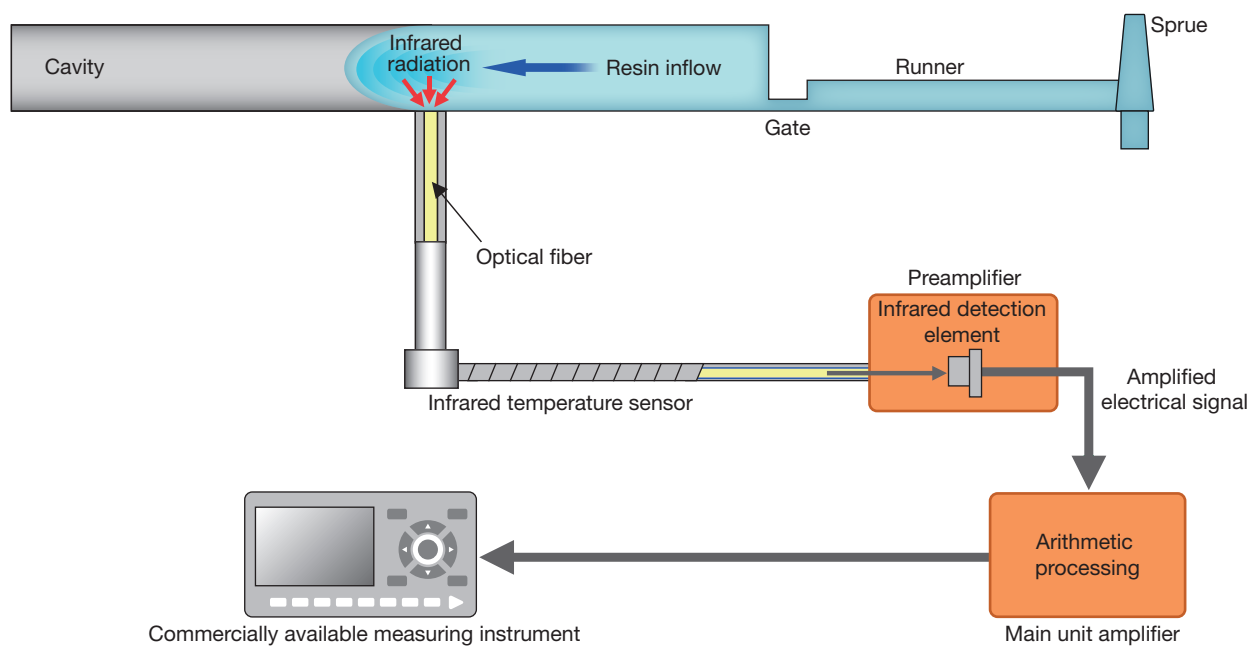 Sprue
Infrared
radiation
Cavity
Resin inflow
Runner
Gate
Optical fiber
Preamplifier
Infrared detection
element
Infrared temperature sensor
Amplified
electrical signal
Arithmetic
processing
Commercially available measuring instrument
Main unit amplifier